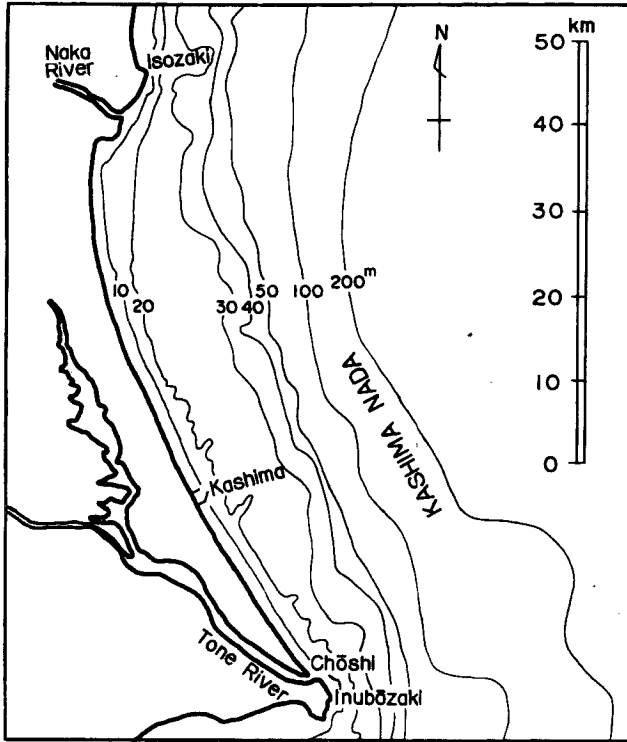 Naka
River
Isozaki
N
50 km
40
30
20
10
0
10
20
30
40
50
100
200m
KASHIMA NADA
Kashima
Tone River
Chōshi
Inubōzaki